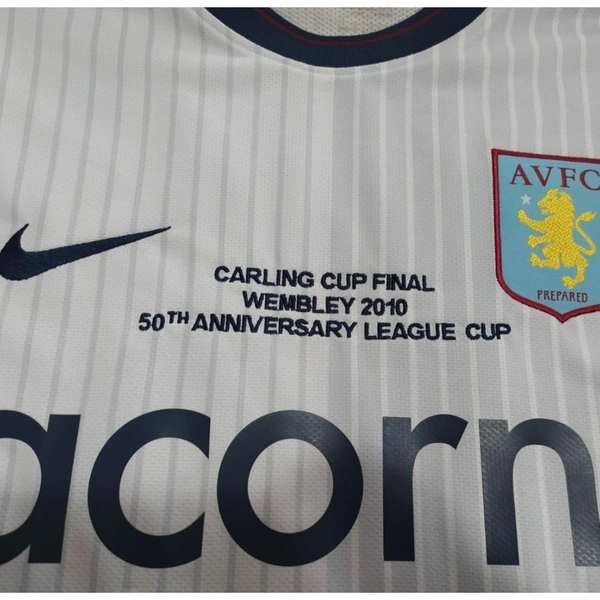 AVFC
PREPARED
CARLING CUP FINAL
WEMBLEY 2010
50TH ANNIVERSARY LEAGUE CUP
acorn